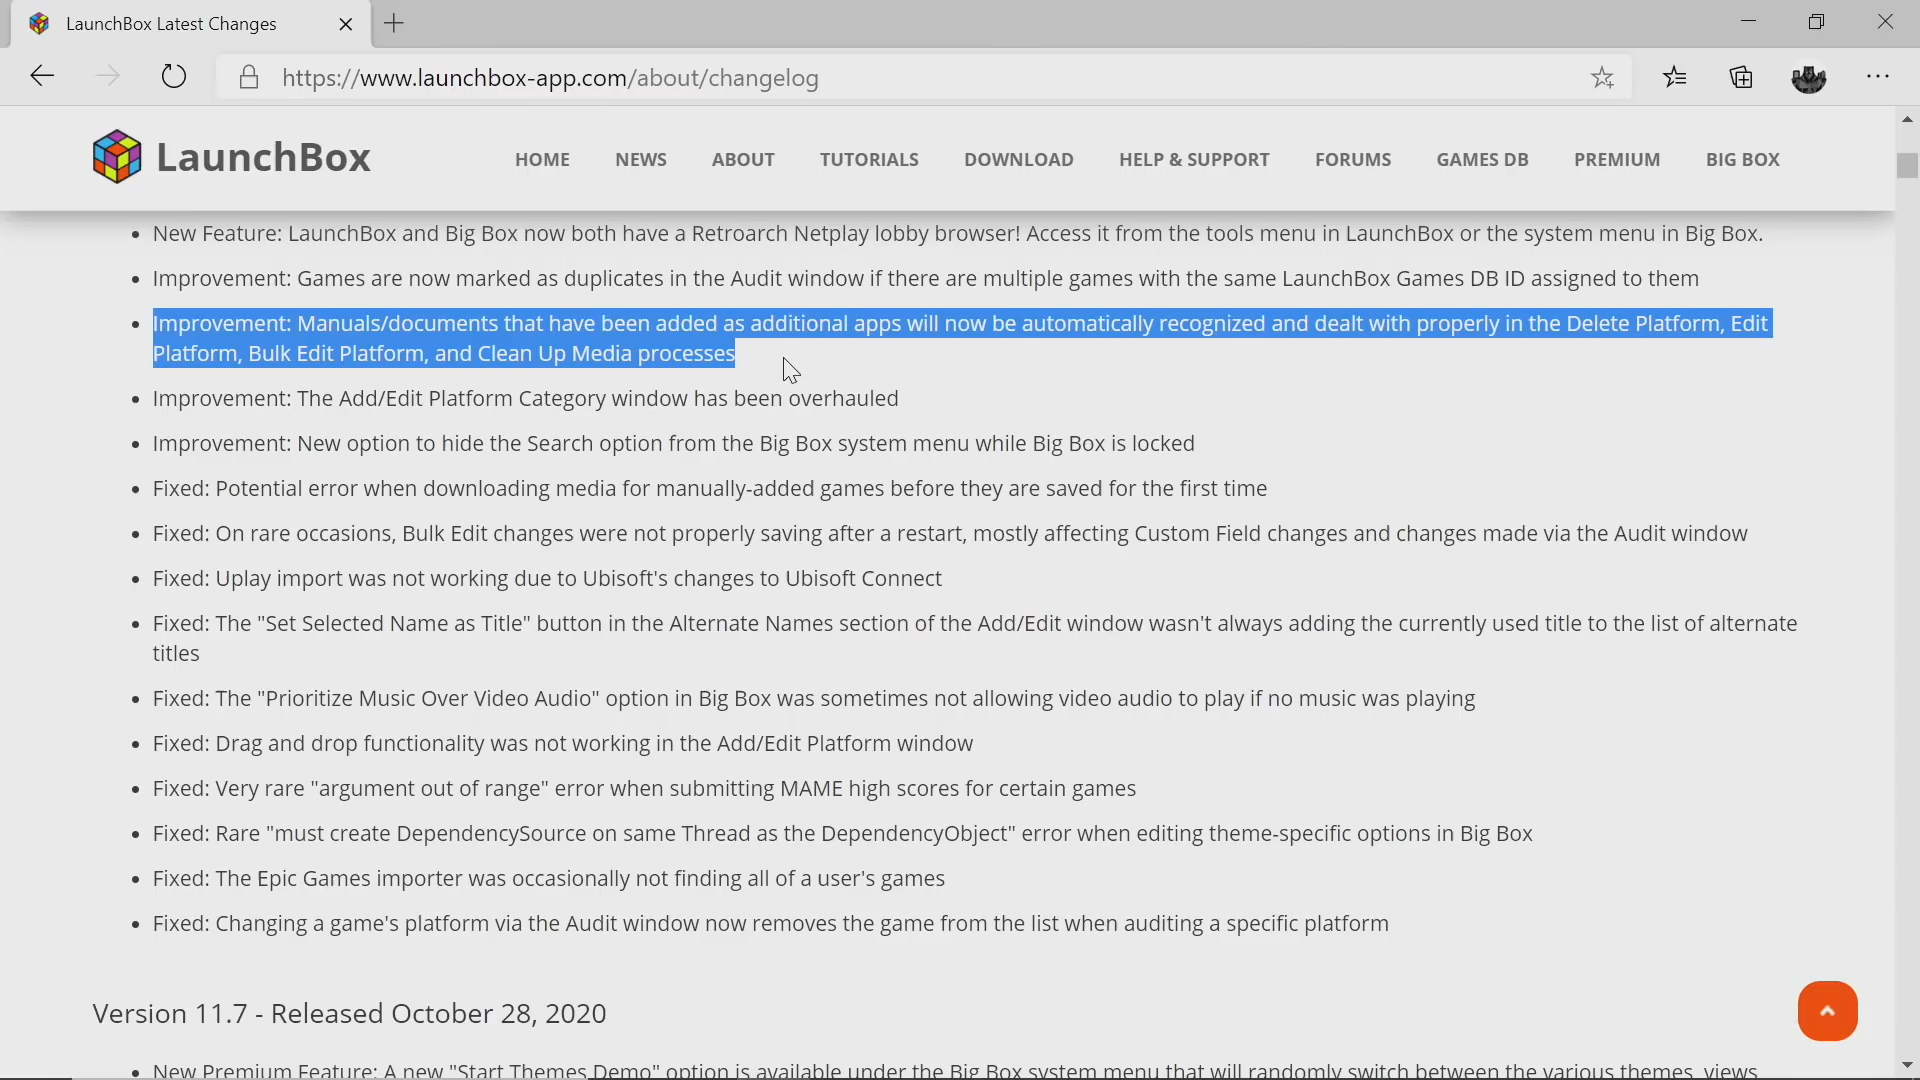 LaunchBox Latest Changes
https://www.launchbox-app.com/about/changelog
LaunchBox HOME NEWS ABOUT TUTORIALS DOWNLOAD HELP & SUPPORT FORUMS GAMES DB PREMIUM BIG BOX
New Feature: LaunchBox and Big Box now both have a Retroarch Netplay lobby browser! Access it from the tools menu in LaunchBox or the system menu in Big Box.
Improvement: Games are now marked as duplicates in the Audit window if there are multiple games with the same LaunchBox Games DB ID assigned to them
Improvement: Manuals/documents that have been added as additional apps will now be automatically recognized and dealt with properly in the Delete Platform, Edit
Platform, Bulk Edit Platform, and Clean Up Media processes
Improvement: The Add/Edit Platform Category window has been overhauled
Improvement: New option to hide the Search option from the Big Box system menu while Big Box is locked
Fixed: Potential error when downloading media for manually-added games before they are saved for the first time
Fixed: On rare occasions, Bulk Edit changes were not properly saving after a restart, mostly affecting Custom Field changes and changes made via the Audit window
Fixed: Uplay import was not working due to Ubisoft's changes to Ubisoft Connect
Fixed: The "Set Selected Name as Title" button in the Alternate Names section of the Add/Edit window wasn't always adding the currently used title to the list of alternate
titles
Fixed: The "Prioritize Music Over Video Audio" option in Big Box was sometimes not allowing video audio to play if no music was playing
Fixed: Drag and drop functionality was not working in the Add/Edit Platform window
Fixed: Very rare "argument out of range" error when submitting MAME high scores for certain games
Fixed: Rare "must create DependencySource on same Thread as the DependencyObject" error when editing theme-specific options in Big Box
Fixed: The Epic Games importer was occasionally not finding all of a user's games
Fixed: Changing a game's platform via the Audit window now removes the game from the list when auditing a specific platform
Version 11.7 - Released October 28, 2020
New Premium Feature: A new "Start Themes Demo" option is available under the Big Box system menu that will randomly switch between the various themes, views